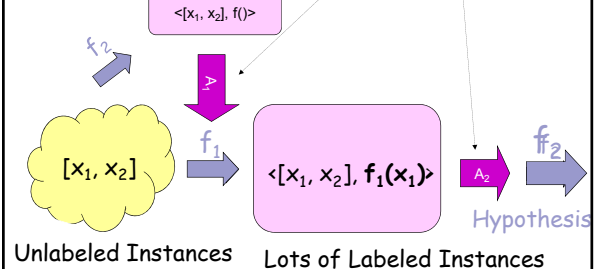 <[x₁, x₂], f()>
f₂
A₁
f₁
[x₁, x₂]
<[x₁, x₂], f₁(x₁)>
A₂
Hypothesis
Unlabeled Instances
Lots of Labeled Instances